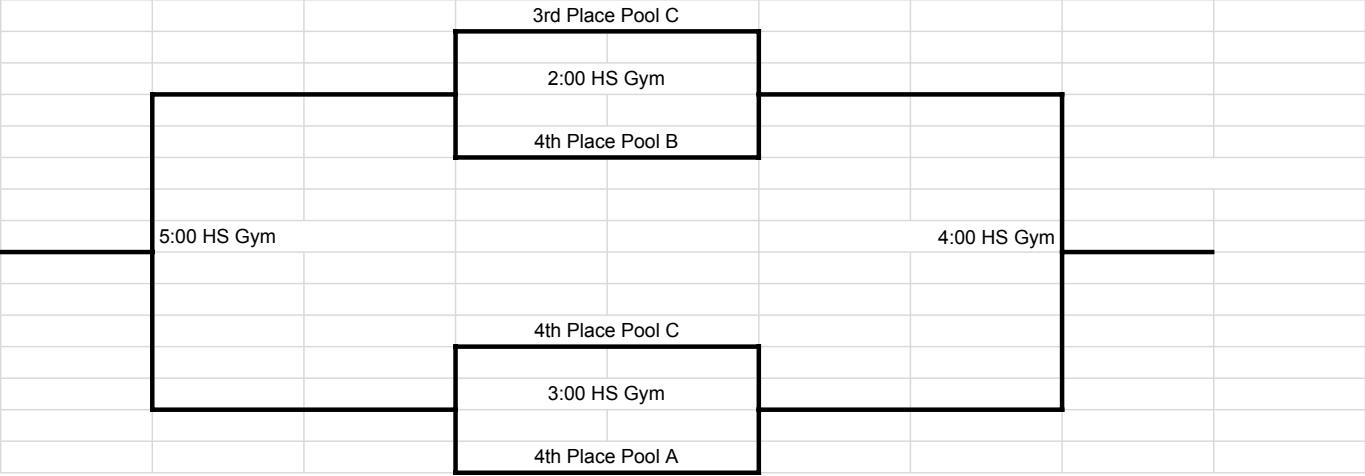 3rd Place Pool C
2:00 HS Gym
4th Place Pool B
5:00 HS Gym
4:00 HS Gym
4th Place Pool C
3:00 HS Gym
4th Place Pool A